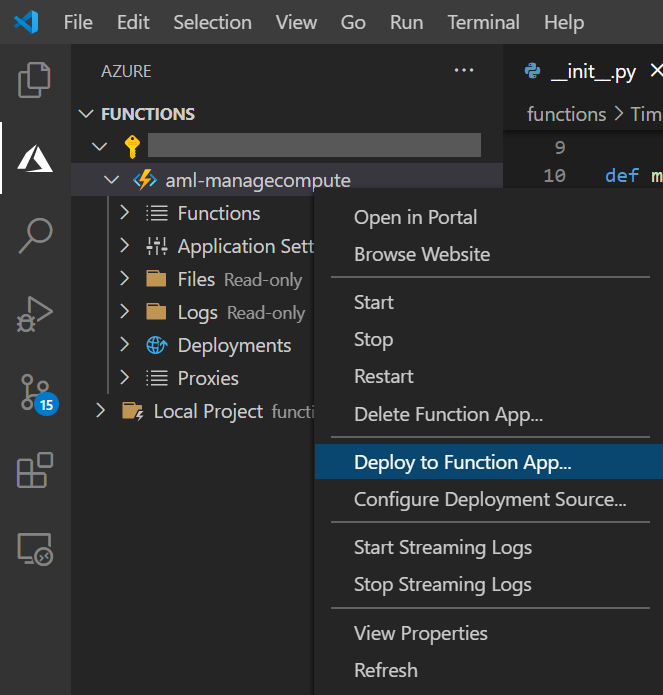 File Edit Selection View Go Run Terminal Help
AZURE ...
__init__.py
FUNCTIONS
functions > Tim
9
aml-managecompute
10 def m
Functions
Open in Portal
Application Sett
Browse Website
Files Read-only
Start
Logs Read-only
Stop
Deployments
Restart
Proxies
Local Project functi
Delete Function App...
Deploy to Function App...
Configure Deployment Source...
15
Start Streaming Logs
Stop Streaming Logs
View Properties
Refresh